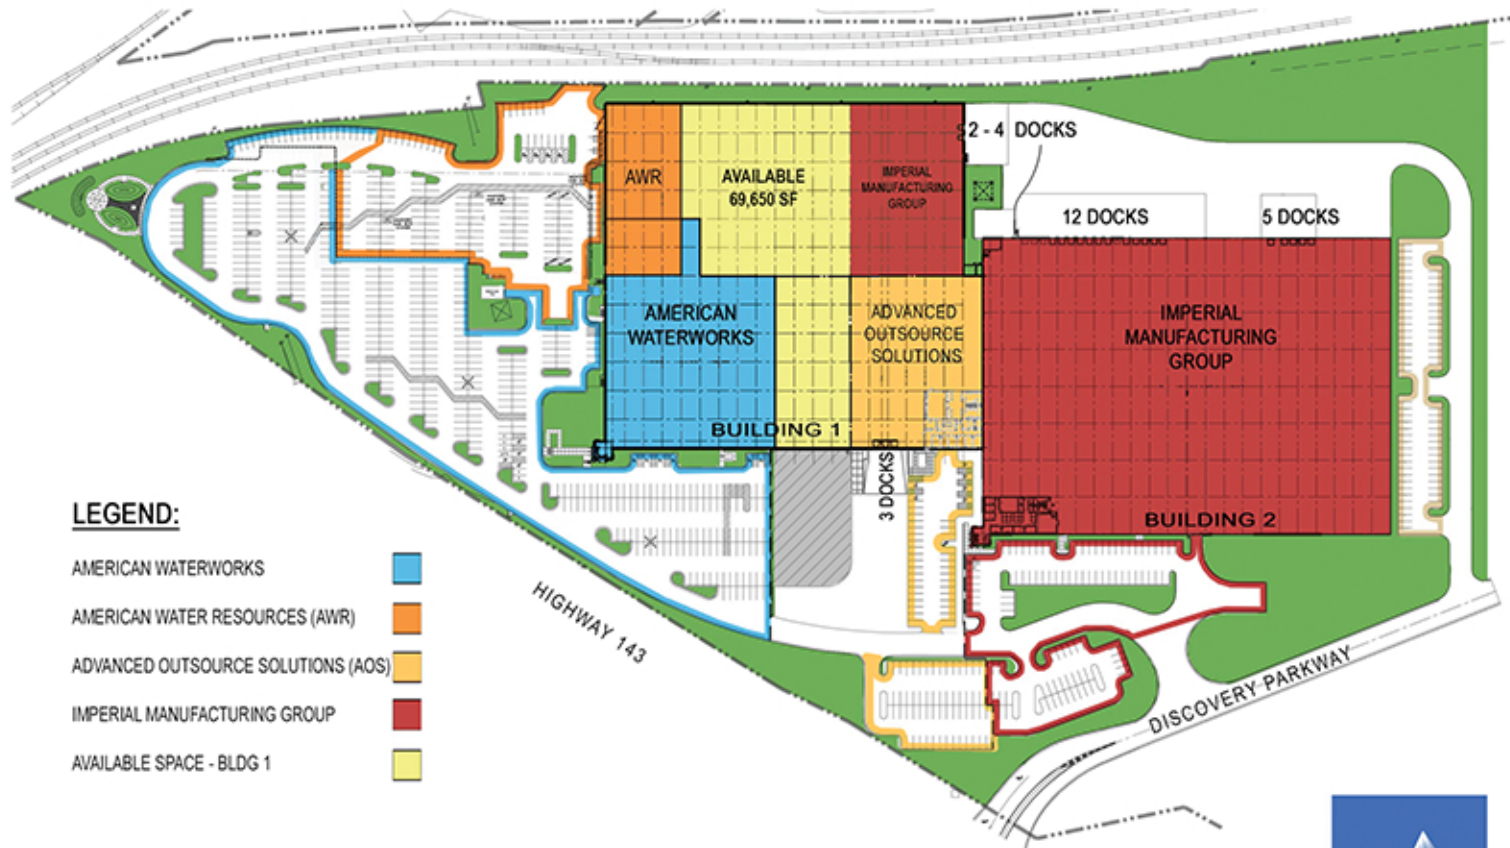 2 - 4 DOCKS
AWR
AVAILABLE
69,650 SF
IMPERIAL
MANUFACTURING
GROUP
12 DOCKS
5 DOCKS
AMERICAN
WATERWORKS
ADVANCED
OUTSOURCE
SOLUTIONS
IMPERIAL
MANUFACTURING
GROUP
BUILDING 1
3 DOCKS
BUILDING 2
LEGEND:
AMERICAN WATERWORKS
AMERICAN WATER RESOURCES (AWR)
ADVANCED OUTSOURCE SOLUTIONS (AOS)
IMPERIAL MANUFACTURING GROUP
AVAILABLE SPACE - BLDG 1
HIGHWAY 143
DISCOVERY PARKWAY